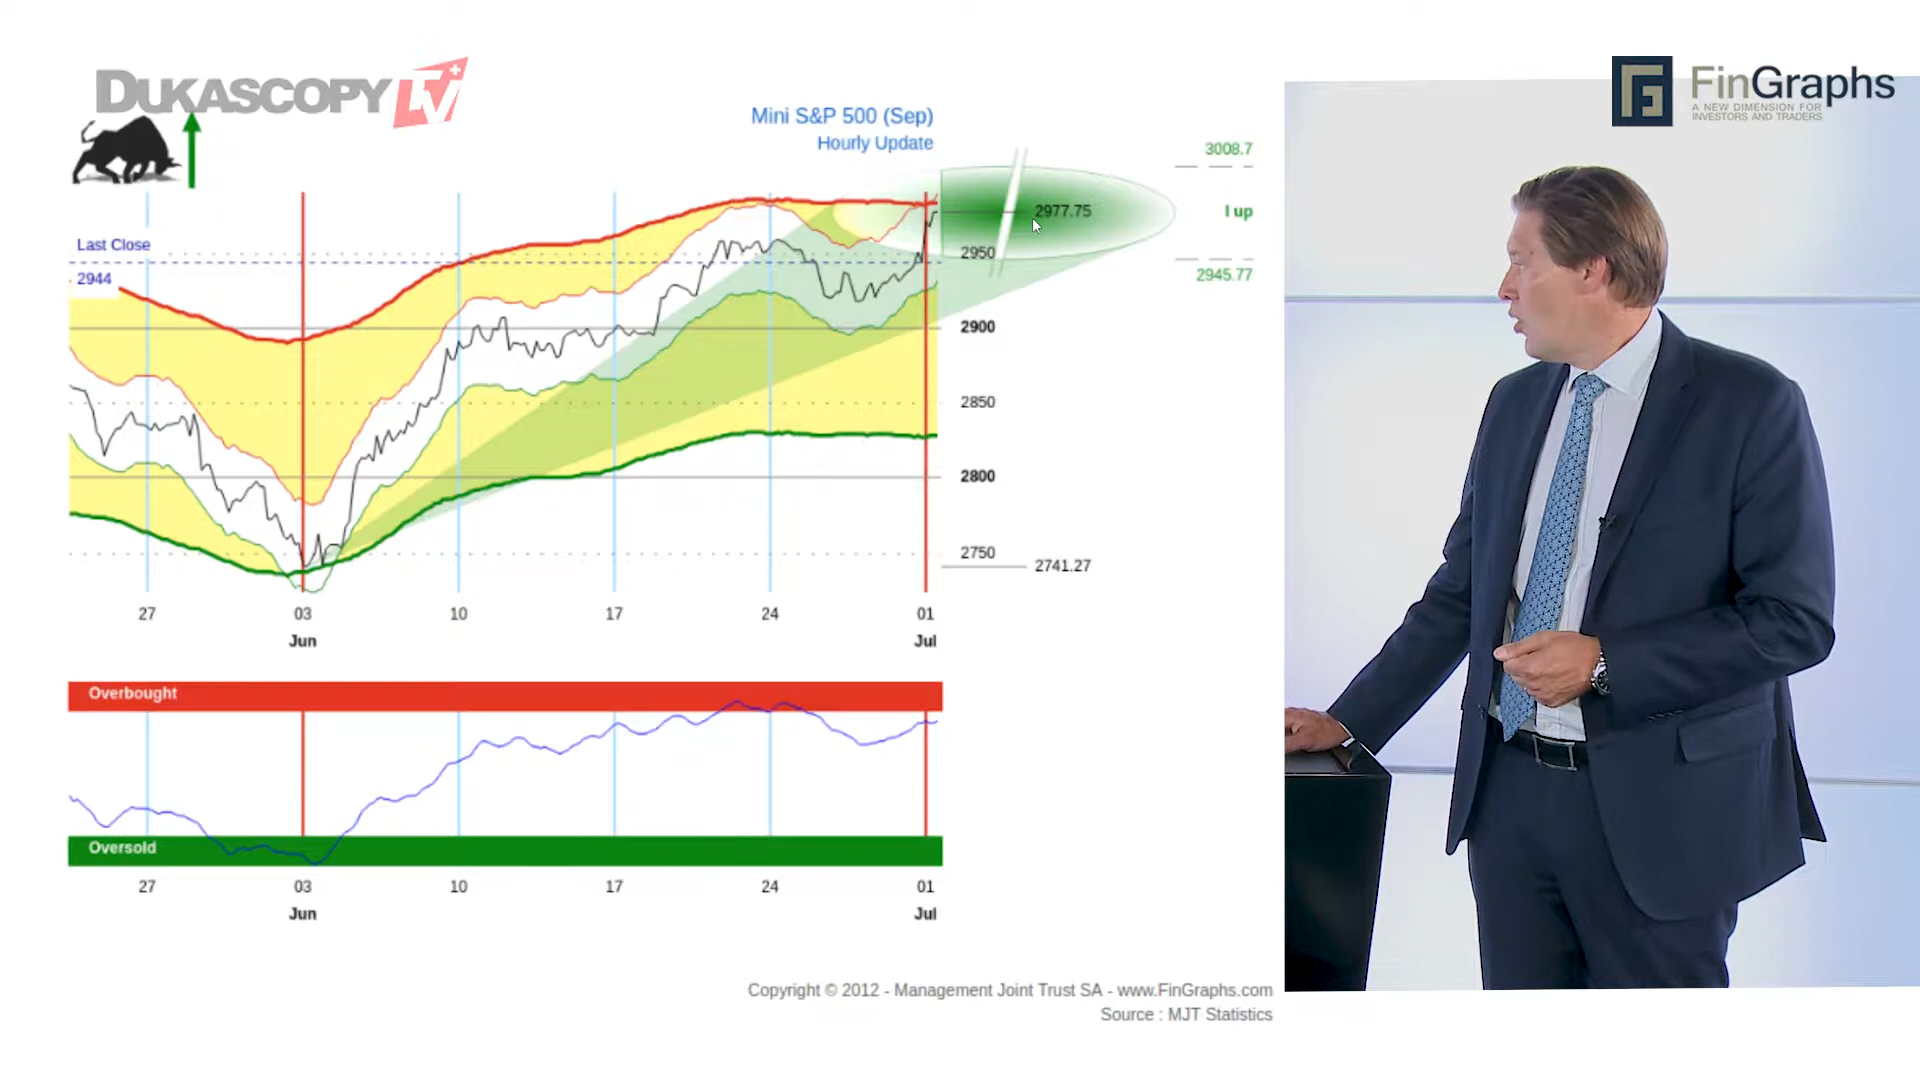 DUKASCOPY TV
FinGraphs
A NEW DIMENSION FOR
INVESTORS AND TRADERS
Mini S&P 500 (Sep)
Hourly Update
3008.7
I up
2945.77
2977.75
Last Close
2944
2950
2900
2850
2800
2750
2741.27
27 03 10 17 24 01
Jun Jul
Overbought
Oversold
27 03 10 17 24 01
Jun Jul
Copyright © 2012 - Management Joint Trust SA - www.FinGraphs.com
Source : MJT Statistics